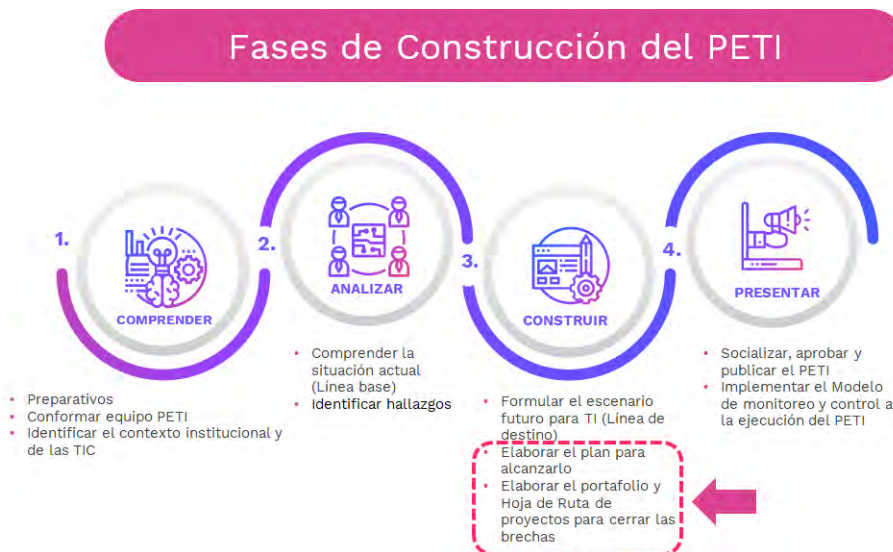 Fases de Construcción del PETI
1.
COMPRENDER
• Preparativos
• Conformar equipo PETI
• Identificar el contexto institucional y
de las TIC
2.
ANALIZAR
• Comprender la
situación actual
(Línea base)
• Identificar hallazgos
3.
CONSTRUIR
• Formular el escenario
futuro para TI (Línea de
destino)
• Elaborar el plan para
alcanzarlo
• Elaborar el portafolio y
Hoja de Ruta de
proyectos para cerrar las
brechas
4.
PRESENTAR
• Socializar, aprobar y
publicar el PETI
• Implementar el Modelo
de monitoreo y control a
la ejecución del PETI